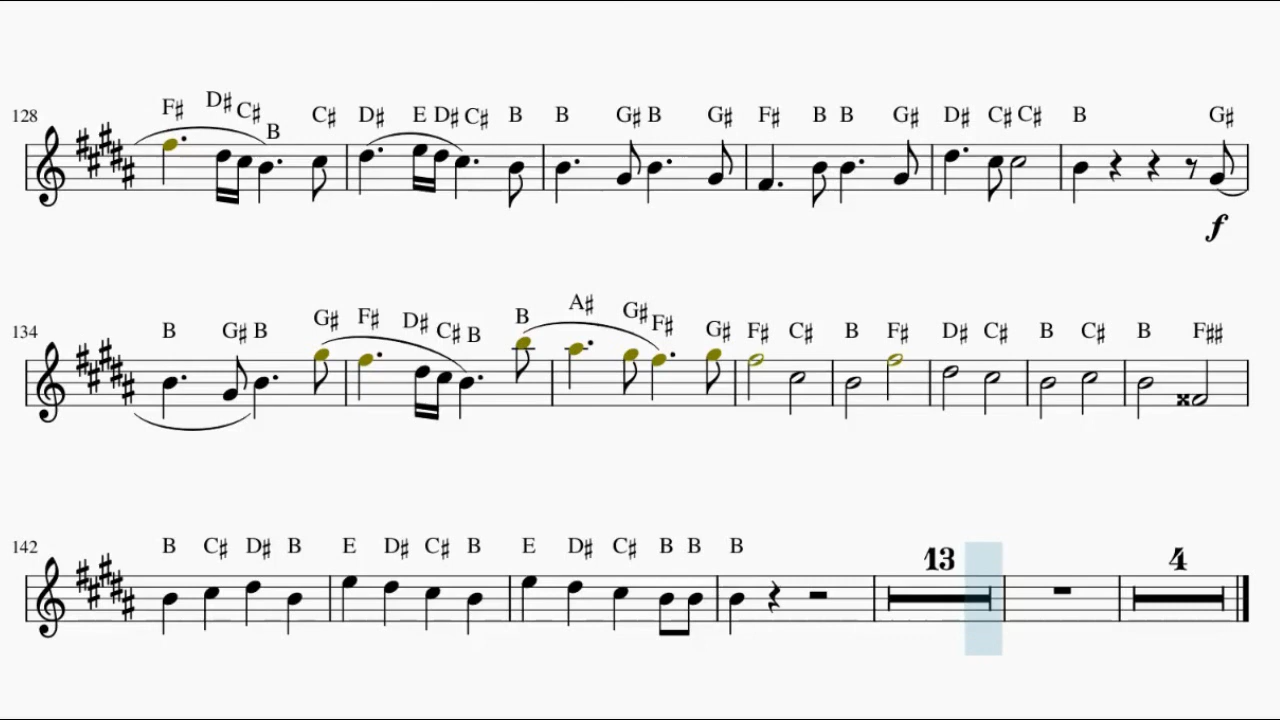 128 F♯ D♯ C♯ B C♯ D♯ E D♯ C♯ B B G♯ B G♯ F♯ B B G♯ D♯ C♯ C♯ B G♯
f
134 B G♯ B G♯ F♯ D♯ C♯ B B A♯ G♯ F♯ G♯ F♯ C♯ B F♯ D♯ C♯ B C♯ B F♯♯
142 B C♯ D♯ B E D♯ C♯ B E D♯ C♯ B B B 13 4